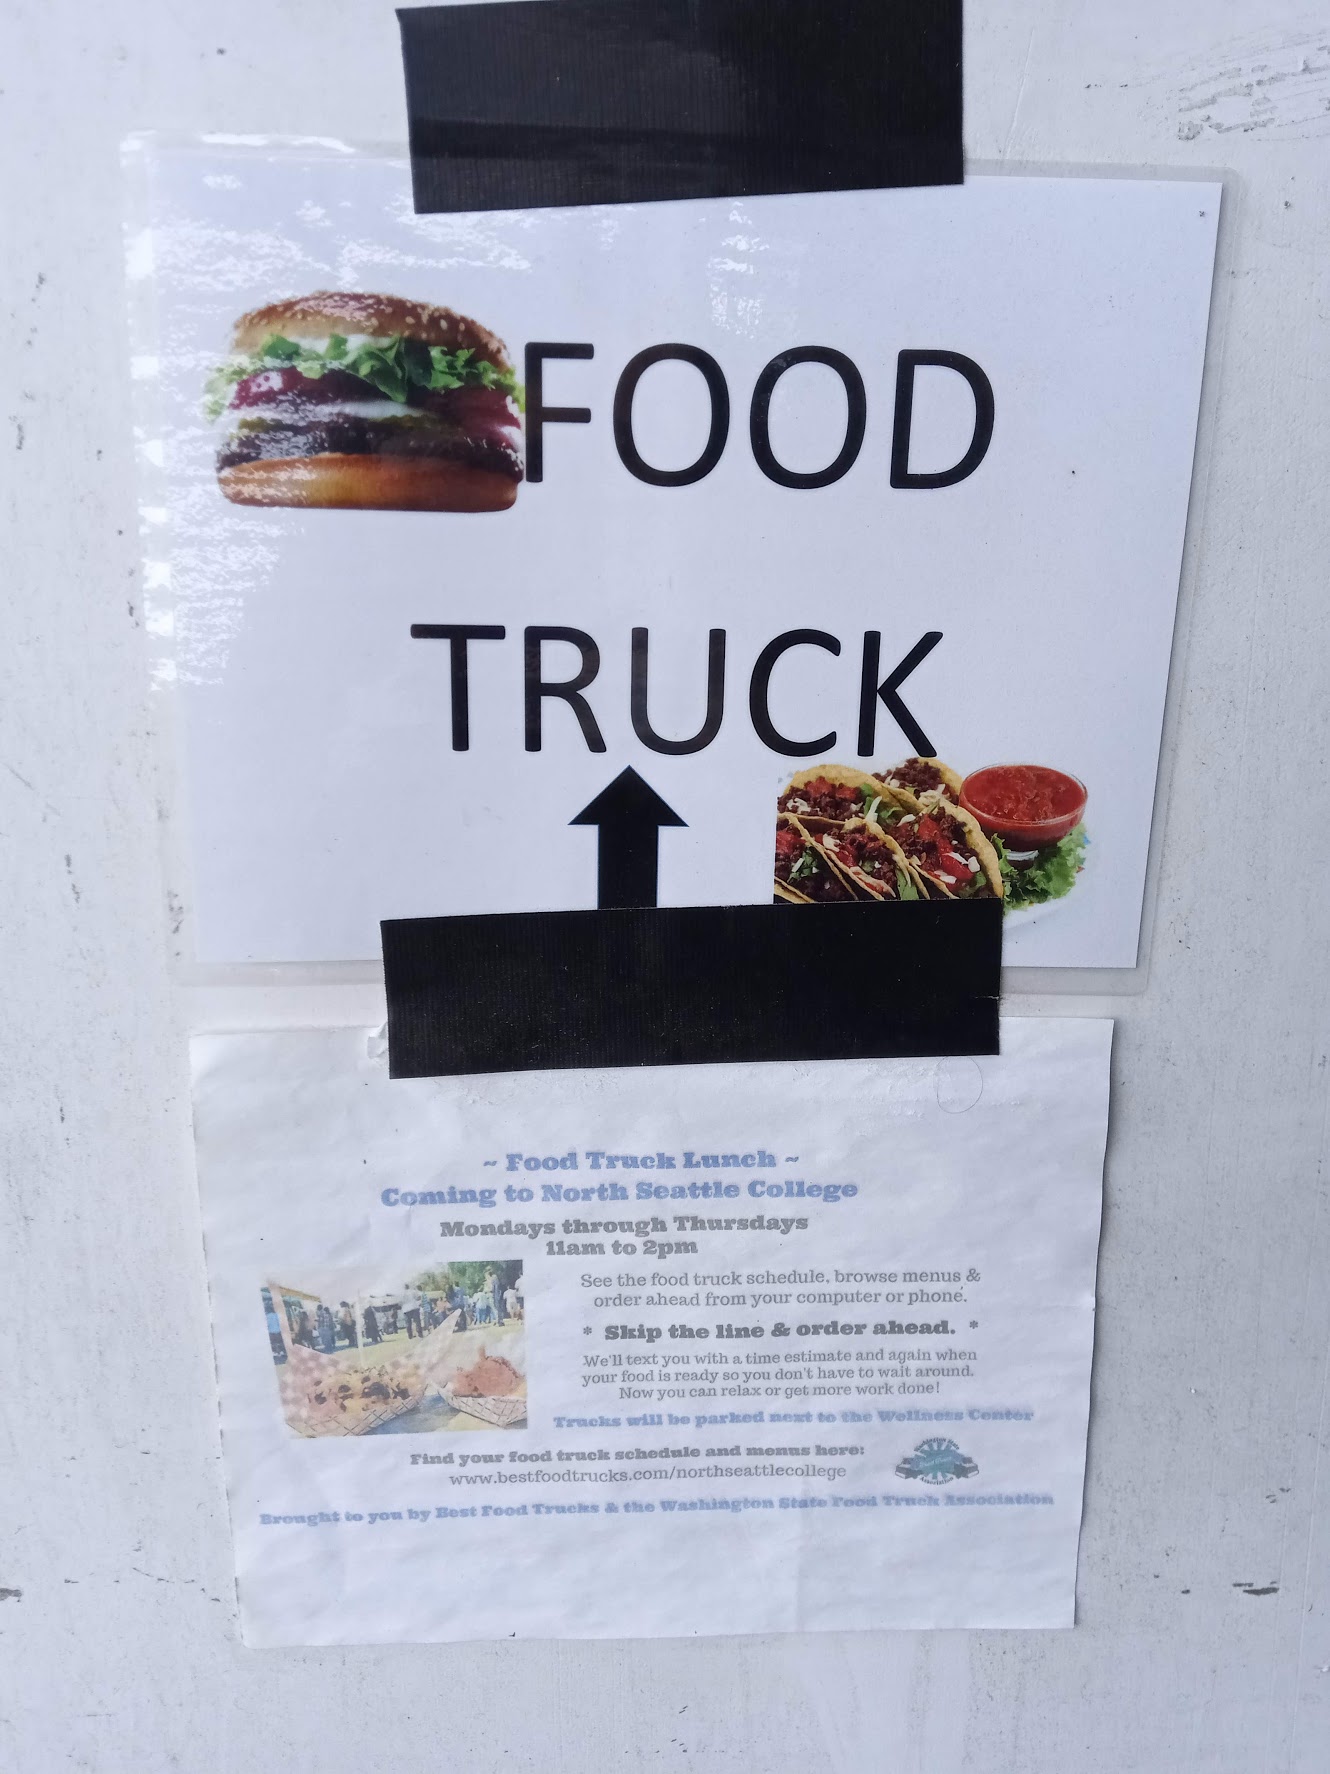 FOOD
TRUCK
~ Food Truck Lunch ~
Coming to North Seattle College
Mondays through Thursdays
11am to 2pm
See the food truck schedule, browse menus &
order ahead from your computer or phone.
* Skip the line & order ahead. *
We'll text you with a time estimate and again when
your food is ready so you don't have to wait around.
Now you can relax or get more work done!
Trucks will be parked next to the Wellness Center
Find your food truck schedule and menus here:
www.bestfoodtrucks.com/northseattlecollege
Brought to you by Best Food Trucks & the Washington State Food Truck Association